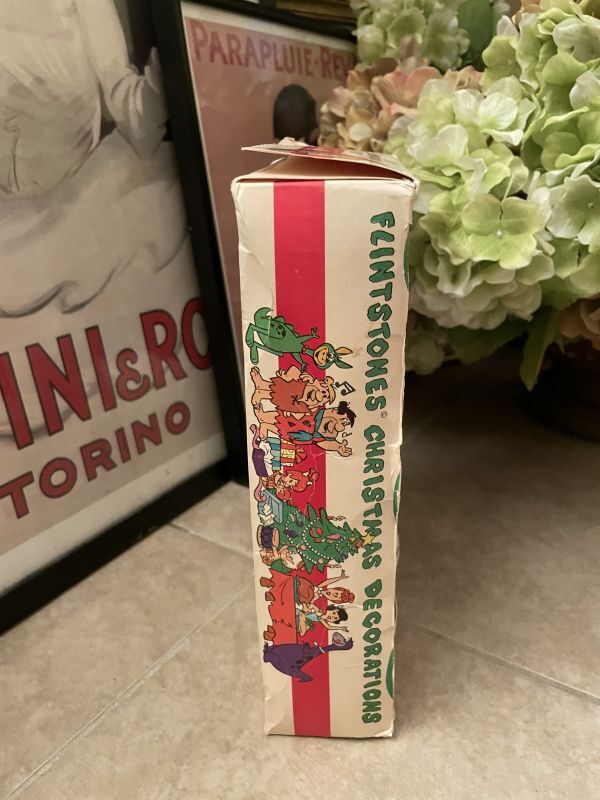 PARAPLUIE-REV
INI&RO
TORINO
FLINTSTONES© CHRISTMAS DECORATIONS